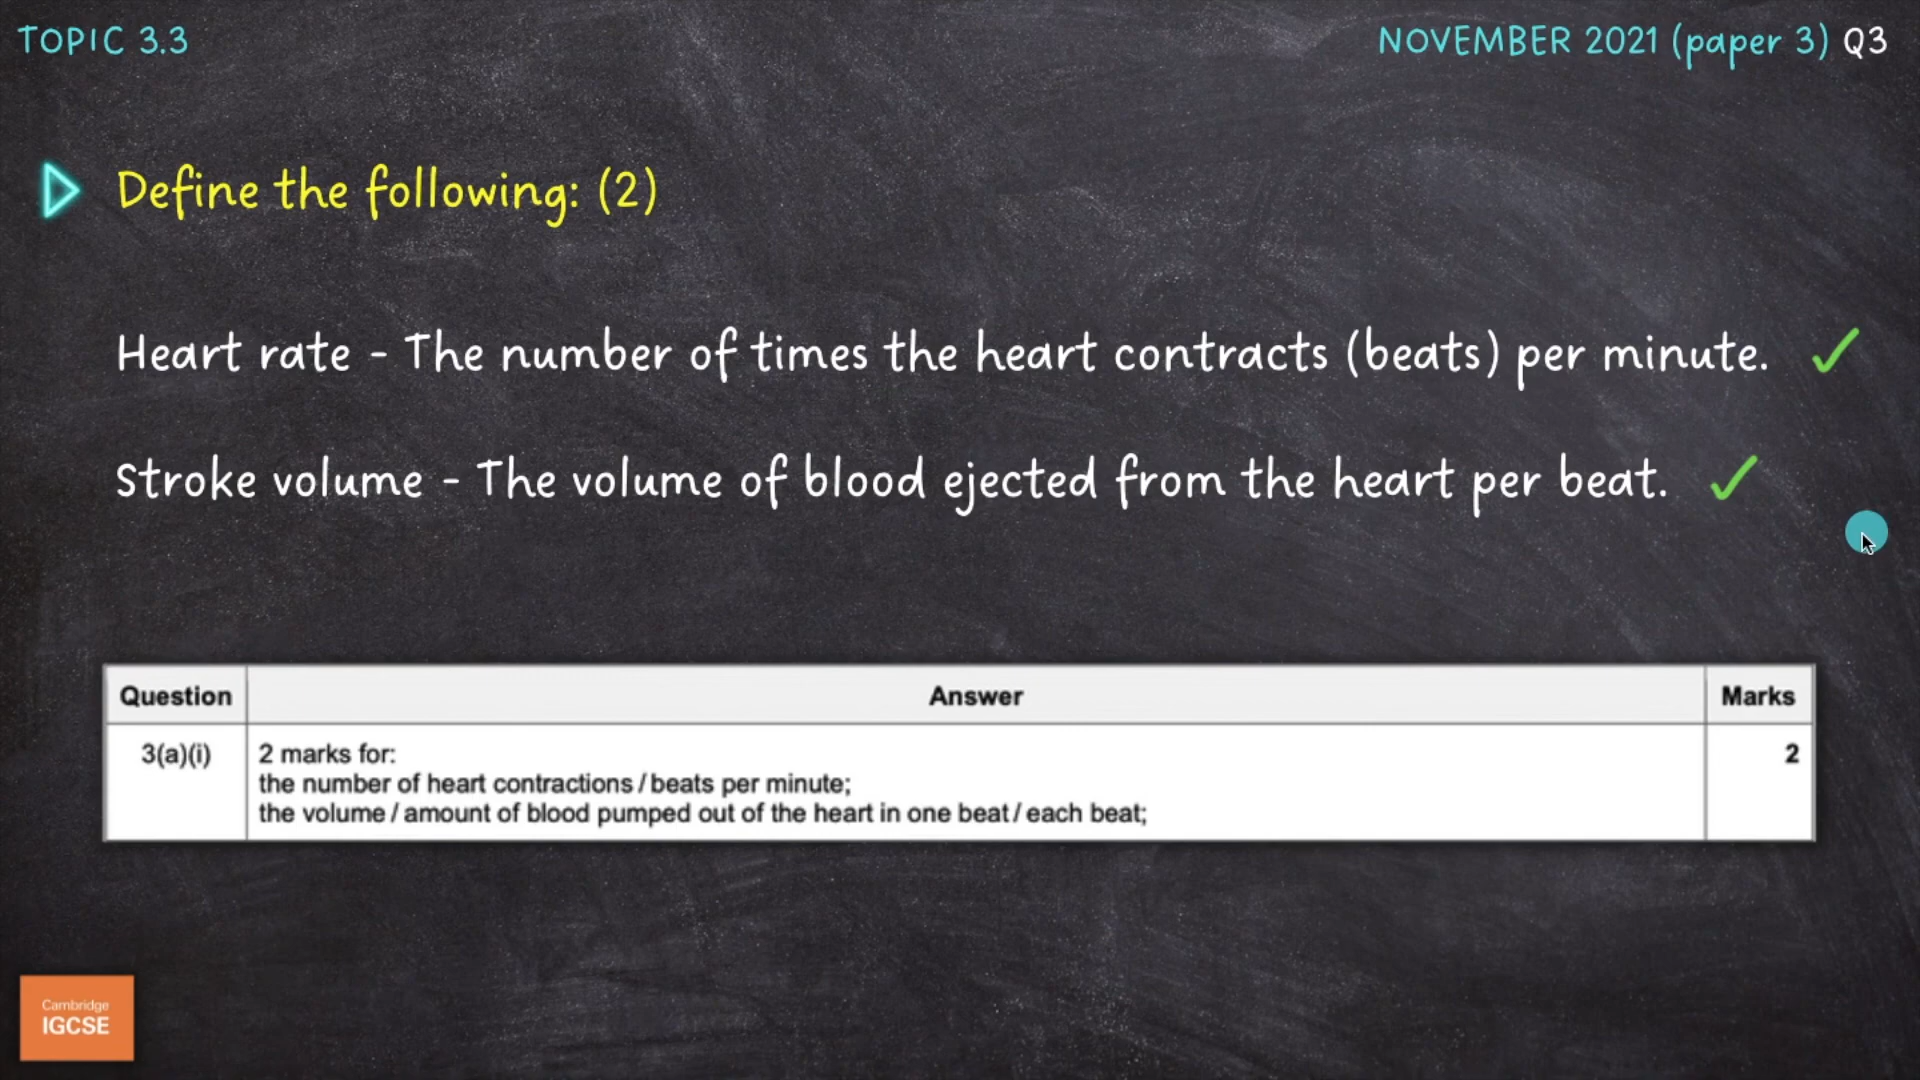 TOPIC 3.3
NOVEMBER 2021 (paper 3) Q3
Define the following: (2)
Heart rate - The number of times the heart contracts (beats) per minute.
Stroke volume - The volume of blood ejected from the heart per beat.
Question Answer Marks
3(a)(i) 2 marks for: 2
the number of heart contractions / beats per minute;
the volume / amount of blood pumped out of the heart in one beat / each beat;
Cambridge
IGCSE